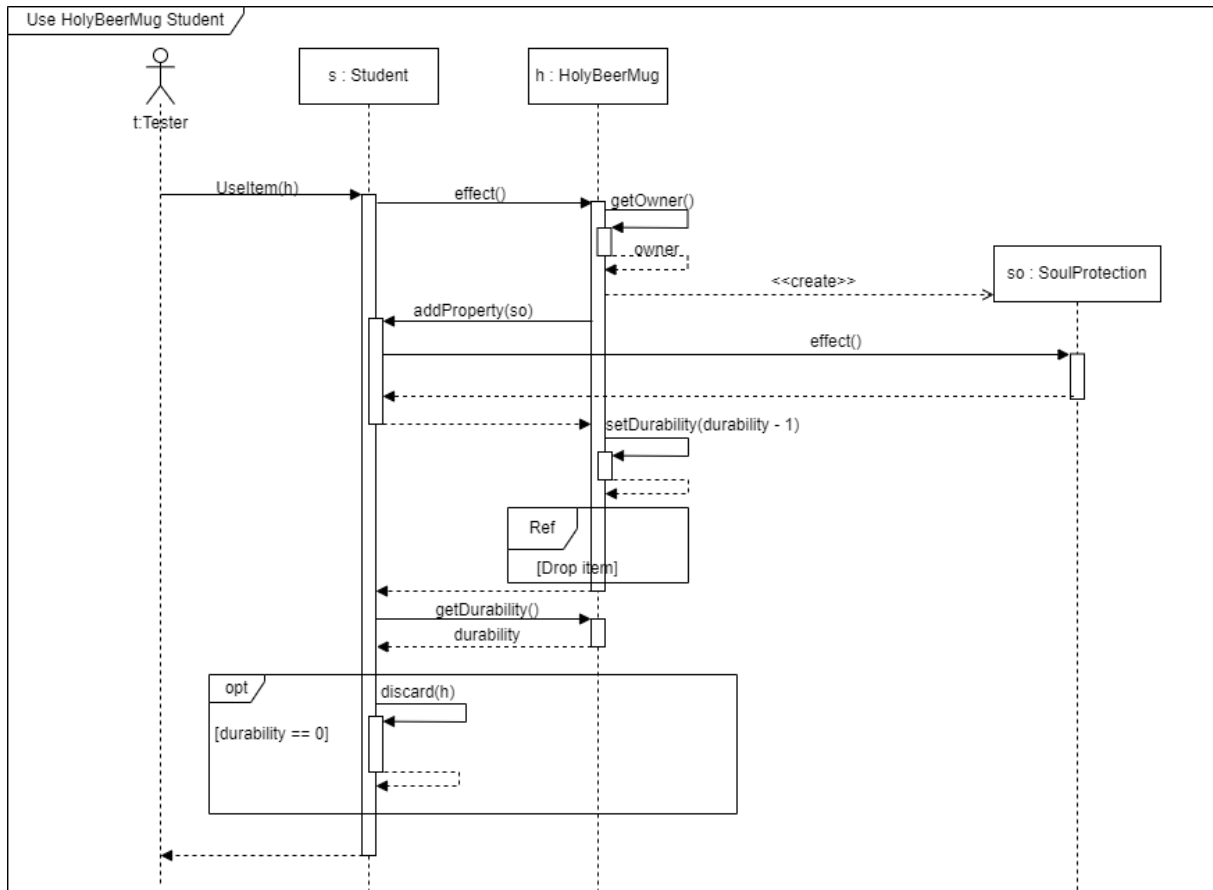 Use HolyBeerMug Student
s : Student
h : HolyBeerMug
t:Tester
UseItem(h)
effect()
getOwner()
owner
so : SoulProtection
<<create>>
addProperty(so)
effect()
setDurability(durability - 1)
Ref
[Drop item]
getDurability()
durability
opt
discard(h)
[durability == 0]